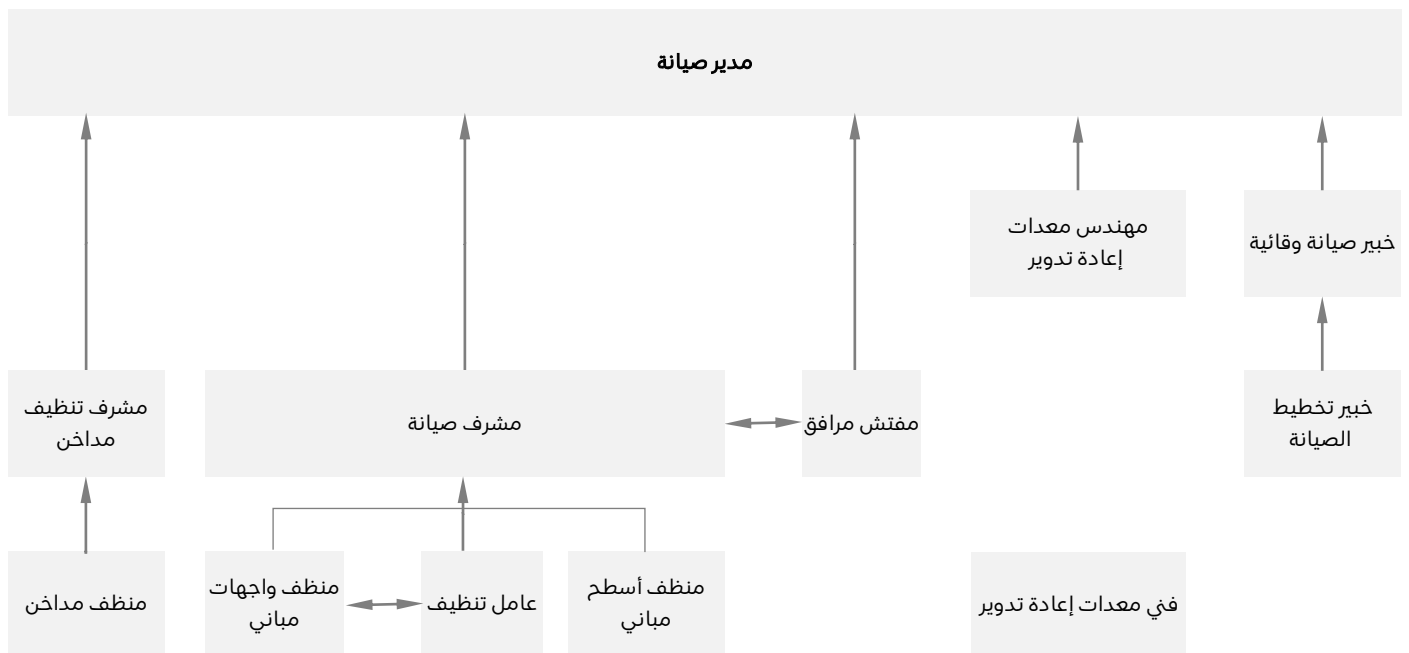 مدير صيانة
مهندس معدات
إعادة تدوير
خبير صيانة وقائية
مشرف تنظيف
مداخن
مشرف صيانة
مفتش مرافق
خبير تخطيط
الصيانة
منظف مداخن
منظف واجهات
مباني
عامل تنظيف
منظف أسطح
مباني
فني معدات إعادة تدوير